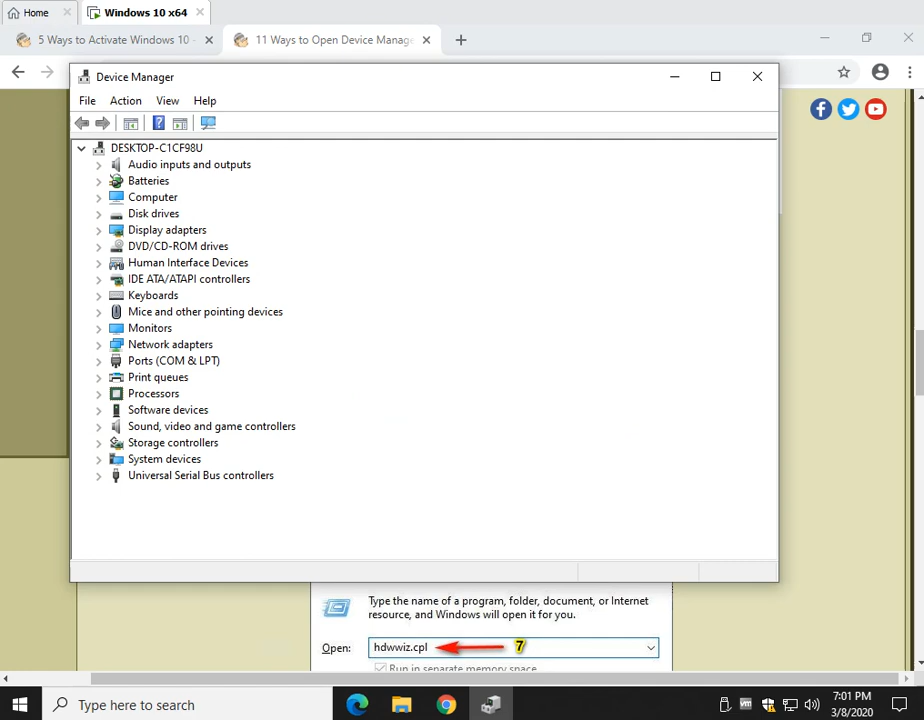 Home
Windows 10 x64
5 Ways to Activate Windows 10 -
11 Ways to Open Device Manage
Device Manager
File Action View Help
DESKTOP-C1CF98U
Audio inputs and outputs
Batteries
Computer
Disk drives
Display adapters
DVD/CD-ROM drives
Human Interface Devices
IDE ATA/ATAPI controllers
Keyboards
Mice and other pointing devices
Monitors
Network adapters
Ports (COM & LPT)
Print queues
Processors
Software devices
Sound, video and game controllers
Storage controllers
System devices
Universal Serial Bus controllers
Type the name of a program, folder, document, or Internet
resource, and Windows will open it for you.
Open: hdwwiz.cpl 7
Run in separate memory space
Type here to search
7:01 PM
3/8/2020